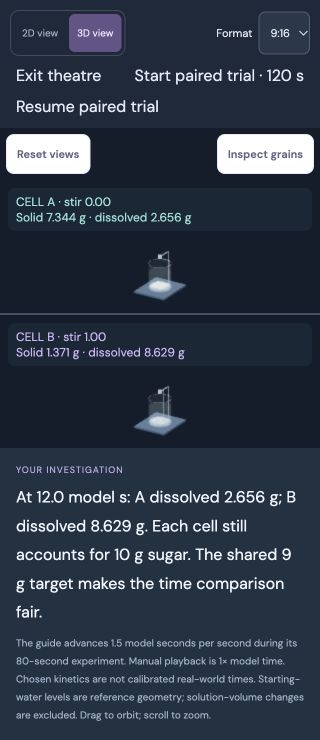 2D view 3D view Format 9:16
Exit theatre Start paired trial · 120 s
Resume paired trial
Reset views Inspect grains
CELL A · stir 0.00
Solid 7.344 g · dissolved 2.656 g
CELL B · stir 1.00
Solid 1.371 g · dissolved 8.629 g
YOUR INVESTIGATION
At 12.0 model s: A dissolved 2.656 g; B
dissolved 8.629 g. Each cell still
accounts for 10 g sugar. The shared 9
g target makes the time comparison
fair.
The guide advances 1.5 model seconds per second during its
80-second experiment. Manual playback is 1× model time.
Chosen kinetics are not calibrated real-world times. Starting-
water levels are reference geometry; solution-volume changes
are excluded. Drag to orbit; scroll to zoom.